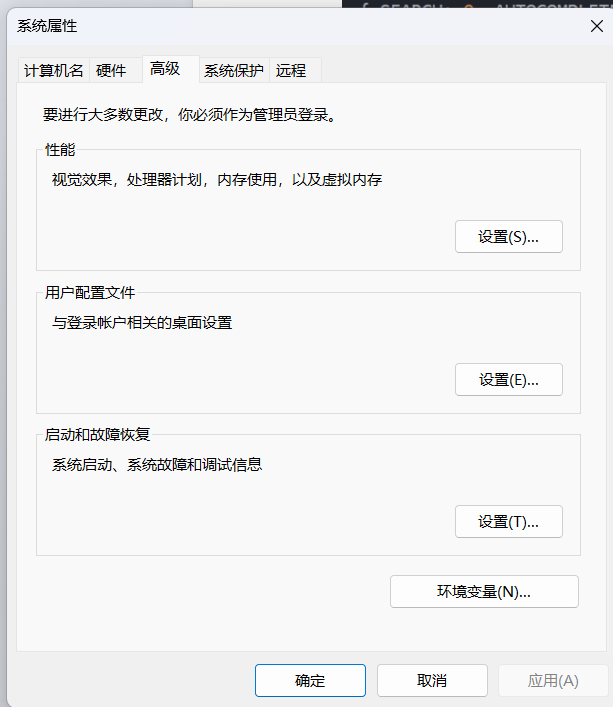 系统属性
计算机名 硬件 高级 系统保护 远程
要进行大多数更改，你必须作为管理员登录。
性能
视觉效果，处理器计划，内存使用，以及虚拟内存
设置(S)...
用户配置文件
与登录帐户相关的桌面设置
设置(E)...
启动和故障恢复
系统启动、系统故障和调试信息
设置(T)...
环境变量(N)...
确定 取消 应用(A)